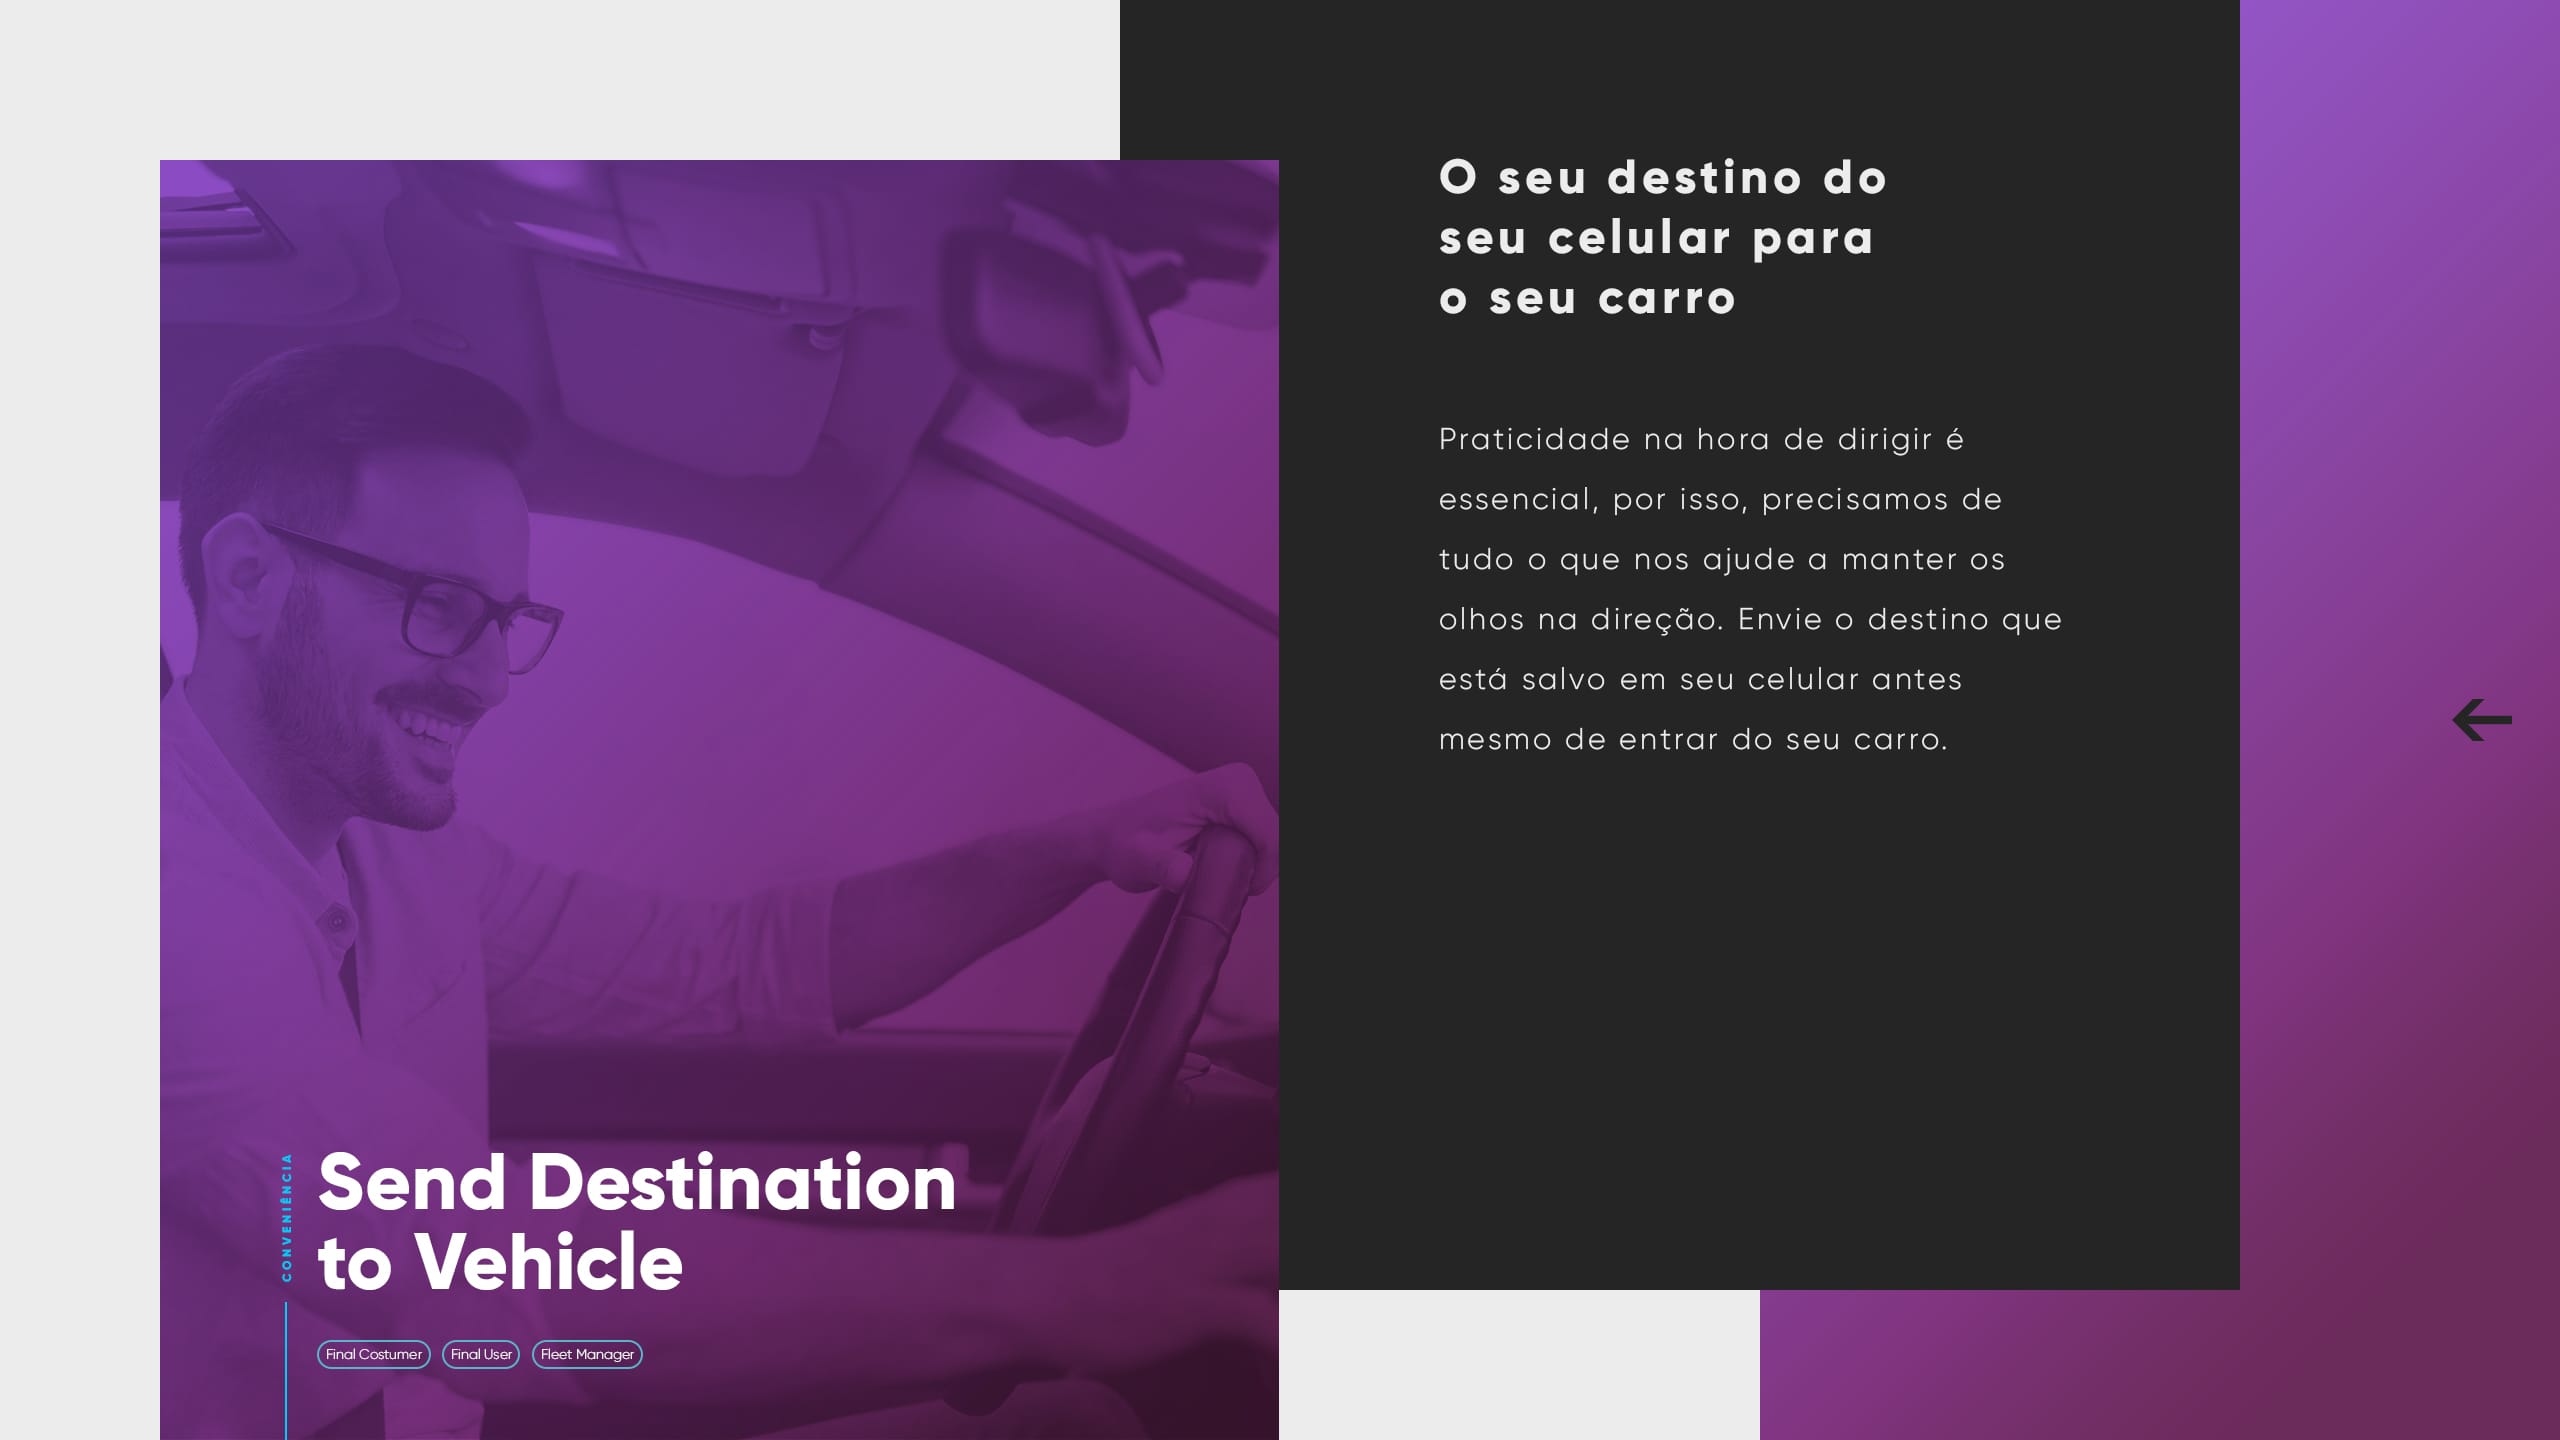 CONVENIÊNCIA
Send Destination
to Vehicle
Final Costumer
Final User
Fleet Manager
O seu destino do
seu celular para
o seu carro
Praticidade na hora de dirigir é
essencial, por isso, precisamos de
tudo o que nos ajude a manter os
olhos na direção. Envie o destino que
está salvo em seu celular antes
mesmo de entrar do seu carro.